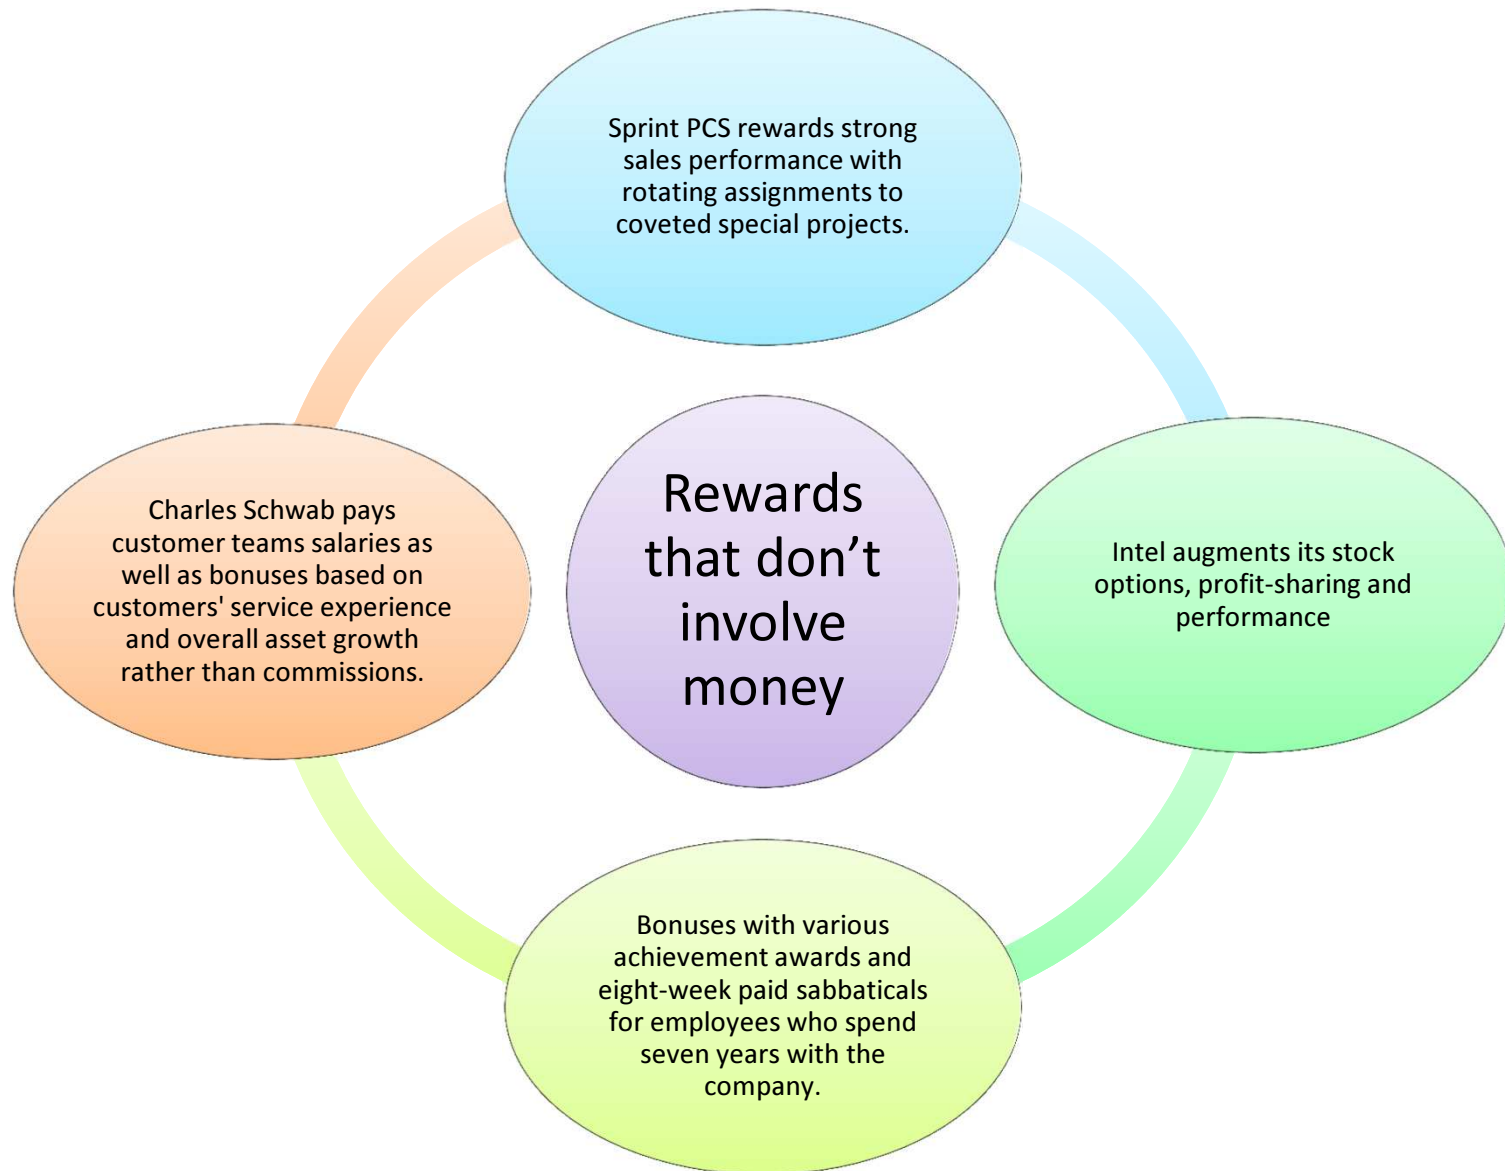 Sprint PCS rewards strong
sales performance with
rotating assignments to
coveted special projects.
Rewards
that don’t
involve
money
Intel augments its stock
options, profit-sharing and
performance
Bonuses with various
achievement awards and
eight-week paid sabbaticals
for employees who spend
seven years with the
company.
Charles Schwab pays
customer teams salaries as
well as bonuses based on
customers' service experience
and overall asset growth
rather than commissions.